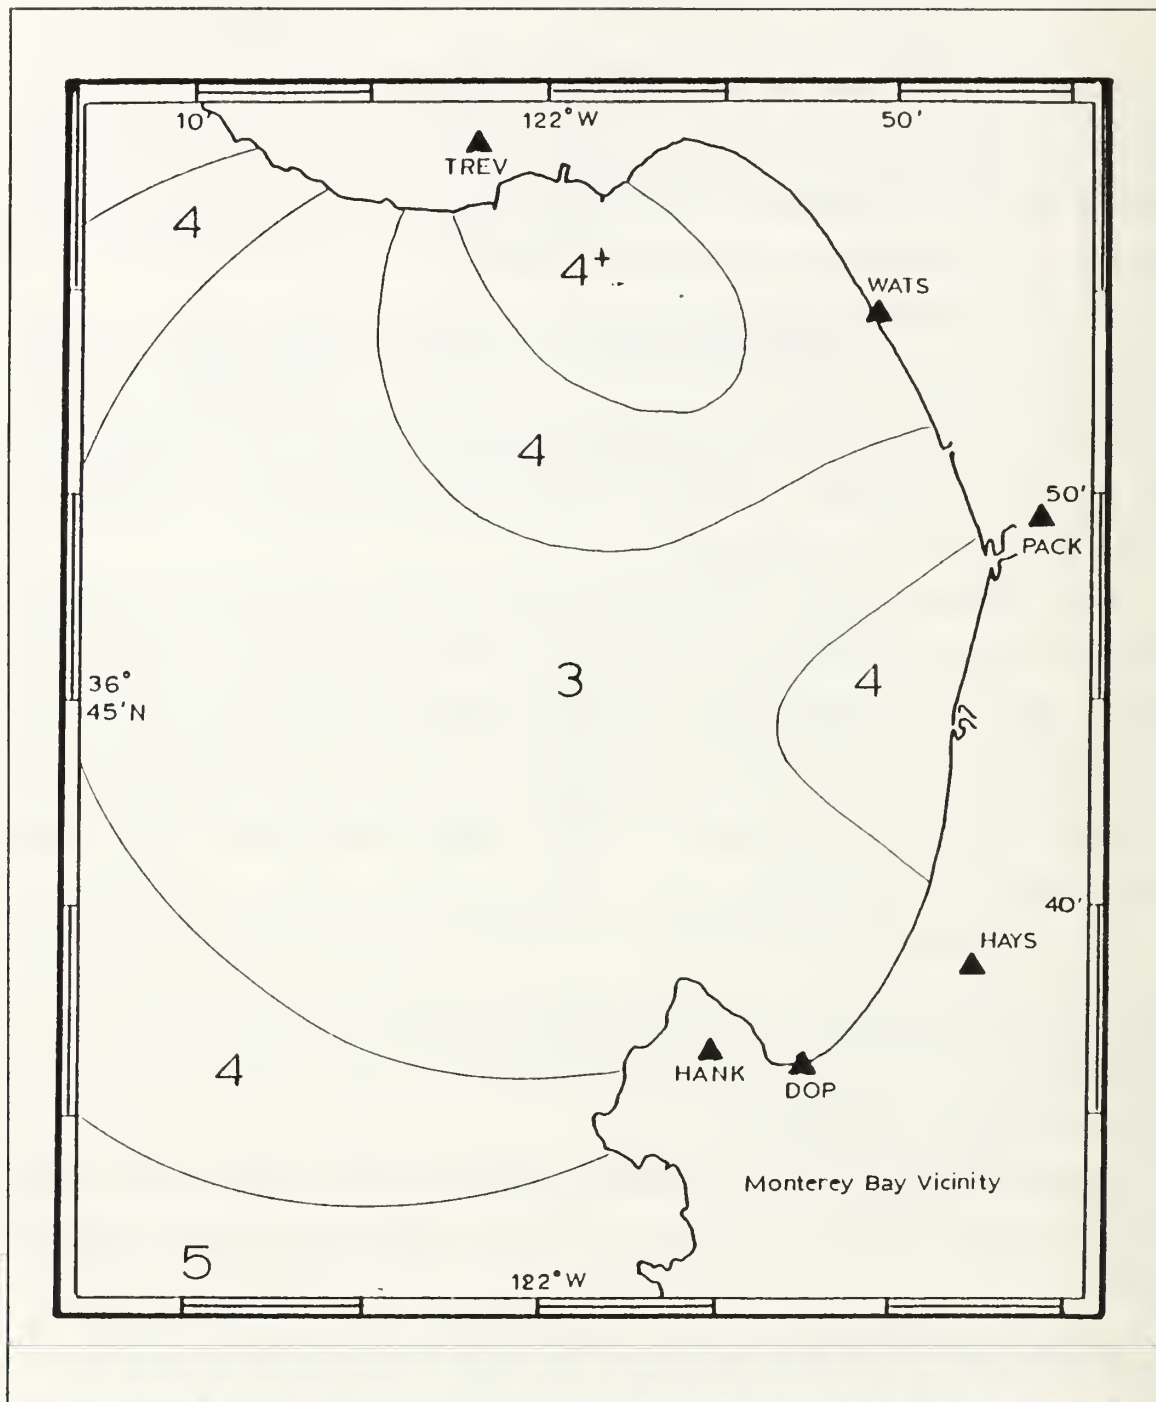 10'
122°W
50'
TREV
4
4+
WATS
4
50'
PACK
36°
45'N
3
4
40'
HAYS
4
HANK
DOP
Monterey Bay Vicinity
5
122°W